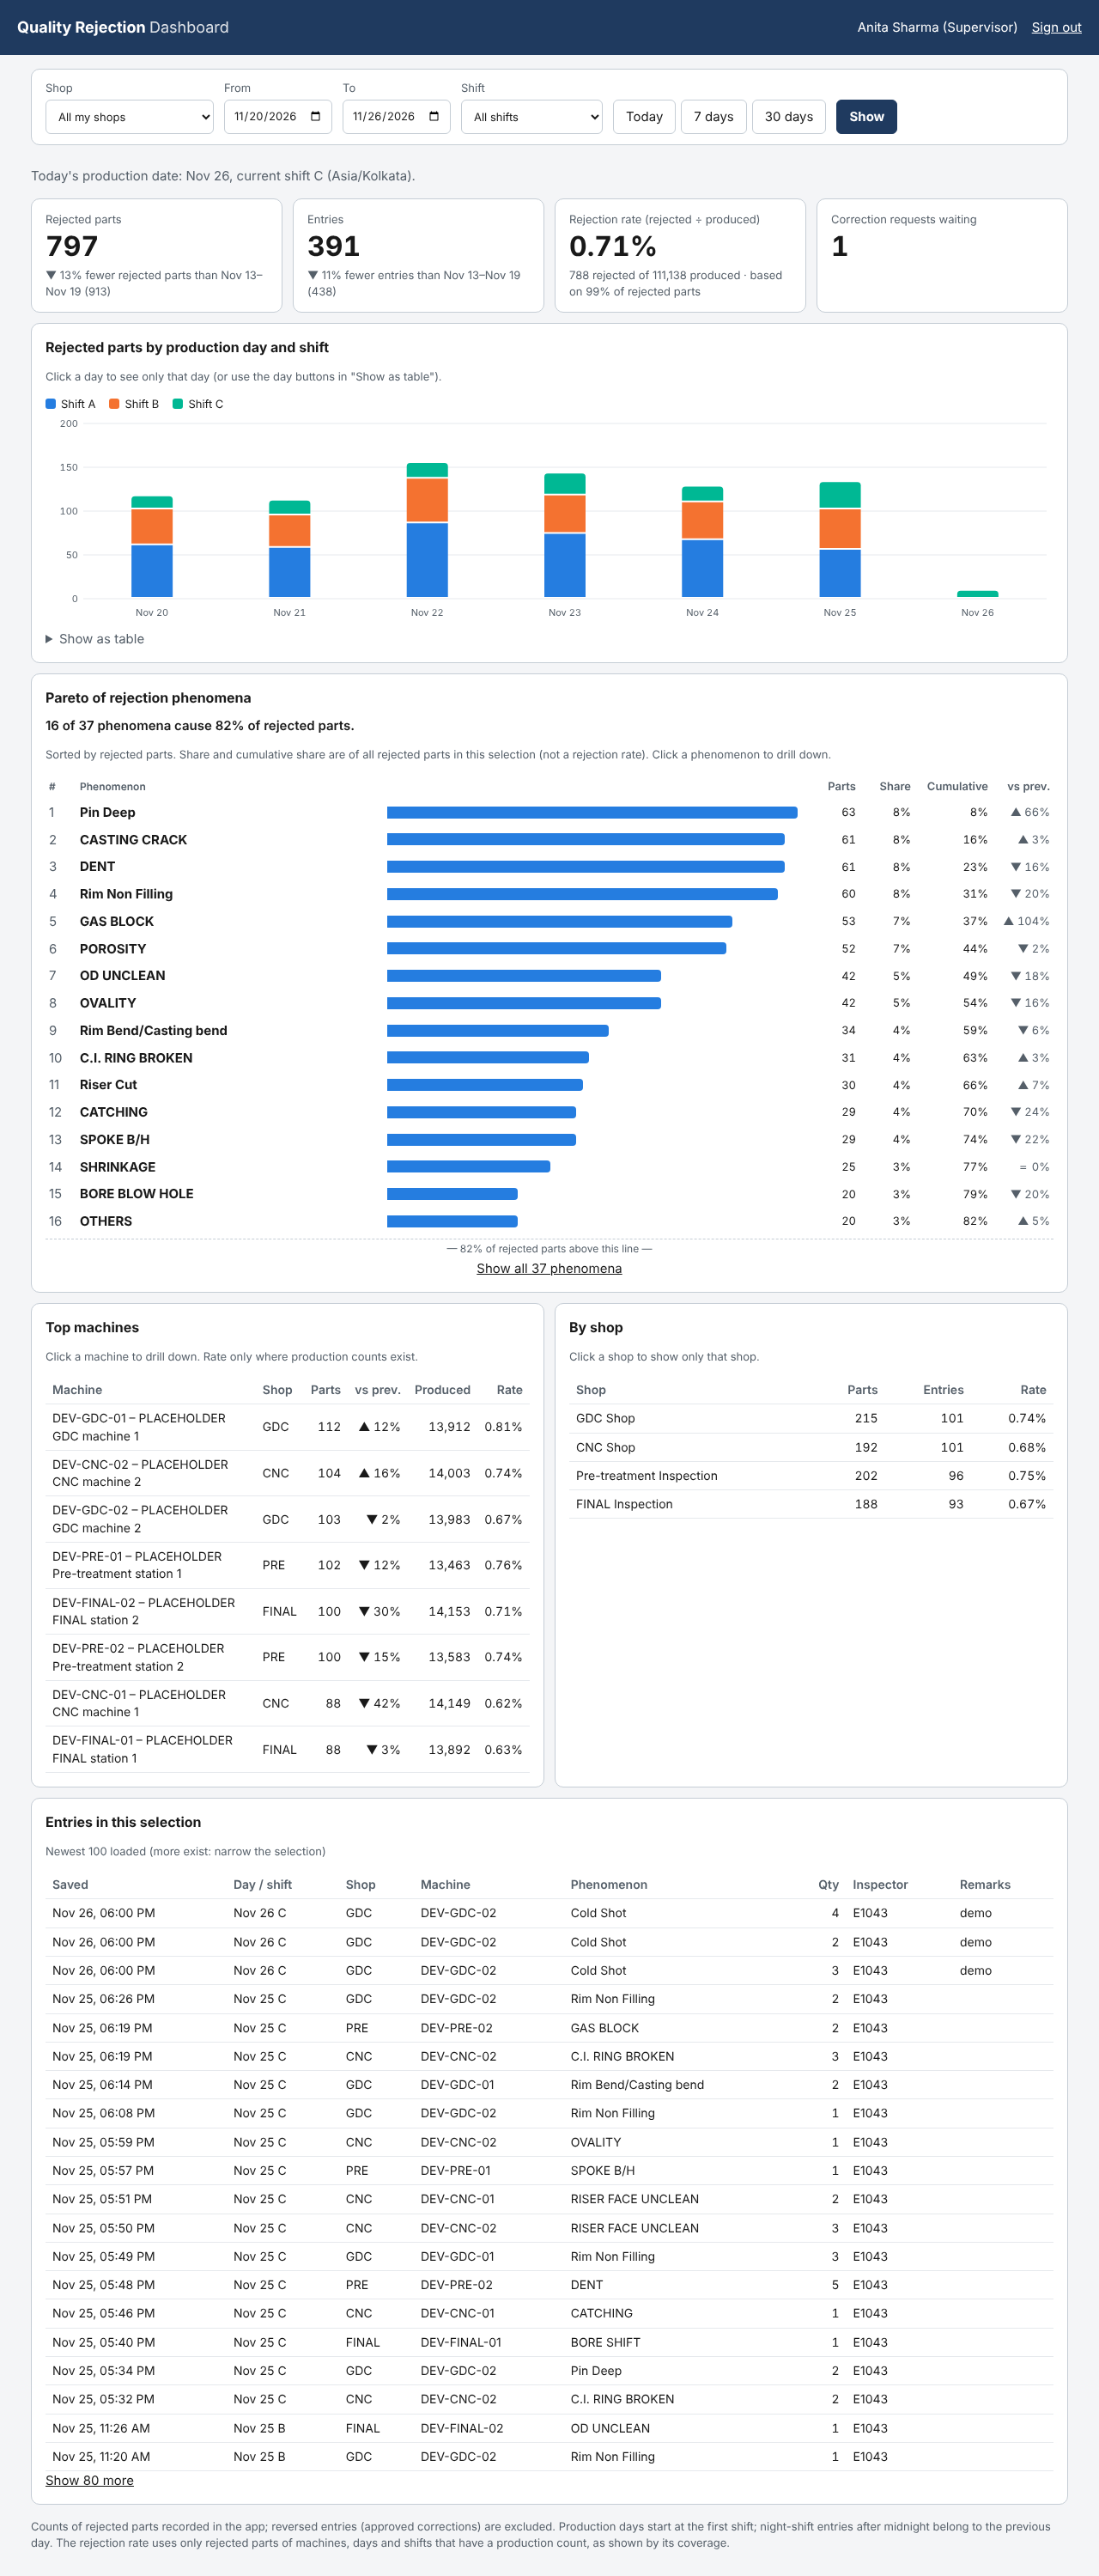 Quality Rejection Dashboard
Anita Sharma (Supervisor) Sign out
Shop From To Shift
All my shops 11/20/2026 11/26/2026 All shifts Today 7 days 30 days Show
Today's production date: Nov 26, current shift C (Asia/Kolkata).
Rejected parts
797
▼ 13% fewer rejected parts than Nov 13–
Nov 19 (913)
Entries
391
▼ 11% fewer entries than Nov 13–Nov 19
(438)
Rejection rate (rejected ÷ produced)
0.71%
788 rejected of 111,138 produced · based
on 99% of rejected parts
Correction requests waiting
1
Rejected parts by production day and shift
Click a day to see only that day (or use the day buttons in "Show as table").
Shift A Shift B Shift C
200
150
100
50
0
Nov 20 Nov 21 Nov 22 Nov 23 Nov 24 Nov 25 Nov 26
▶ Show as table
Pareto of rejection phenomena
16 of 37 phenomena cause 82% of rejected parts.
Sorted by rejected parts. Share and cumulative share are of all rejected parts in this selection (not a rejection rate). Click a phenomenon to drill down.
# Phenomenon Parts Share Cumulative vs prev.
1 Pin Deep 63 8% 8% ▲ 66%
2 CASTING CRACK 61 8% 16% ▲ 3%
3 DENT 61 8% 23% ▼ 16%
4 Rim Non Filling 60 8% 31% ▼ 20%
5 GAS BLOCK 53 7% 37% ▲ 104%
6 POROSITY 52 7% 44% ▼ 2%
7 OD UNCLEAN 42 5% 49% ▼ 18%
8 OVALITY 42 5% 54% ▼ 16%
9 Rim Bend/Casting bend 34 4% 59% ▼ 6%
10 C.I. RING BROKEN 31 4% 63% ▲ 3%
11 Riser Cut 30 4% 66% ▲ 7%
12 CATCHING 29 4% 70% ▼ 24%
13 SPOKE B/H 29 4% 74% ▼ 22%
14 SHRINKAGE 25 3% 77% = 0%
15 BORE BLOW HOLE 20 3% 79% ▼ 20%
16 OTHERS 20 3% 82% ▲ 5%
— 82% of rejected parts above this line —
Show all 37 phenomena
Top machines
Click a machine to drill down. Rate only where production counts exist.
Machine Shop Parts vs prev. Produced Rate
DEV-GDC-01 – PLACEHOLDER
GDC machine 1 GDC 112 ▲ 12% 13,912 0.81%
DEV-CNC-02 – PLACEHOLDER
CNC machine 2 CNC 104 ▲ 16% 14,003 0.74%
DEV-GDC-02 – PLACEHOLDER
GDC machine 2 GDC 103 ▼ 2% 13,983 0.67%
DEV-PRE-01 – PLACEHOLDER
Pre-treatment station 1 PRE 102 ▼ 12% 13,463 0.76%
DEV-FINAL-02 – PLACEHOLDER
FINAL station 2 FINAL 100 ▼ 30% 14,153 0.71%
DEV-PRE-02 – PLACEHOLDER
Pre-treatment station 2 PRE 100 ▼ 15% 13,583 0.74%
DEV-CNC-01 – PLACEHOLDER
CNC machine 1 CNC 88 ▼ 42% 14,149 0.62%
DEV-FINAL-01 – PLACEHOLDER
FINAL station 1 FINAL 88 ▼ 3% 13,892 0.63%
By shop
Click a shop to show only that shop.
Shop Parts Entries Rate
GDC Shop 215 101 0.74%
CNC Shop 192 101 0.68%
Pre-treatment Inspection 202 96 0.75%
FINAL Inspection 188 93 0.67%
Entries in this selection
Newest 100 loaded (more exist: narrow the selection)
Saved Day / shift Shop Machine Phenomenon Qty Inspector Remarks
Nov 26, 06:00 PM Nov 26 C GDC DEV-GDC-02 Cold Shot 4 E1043 demo
Nov 26, 06:00 PM Nov 26 C GDC DEV-GDC-02 Cold Shot 2 E1043 demo
Nov 26, 06:00 PM Nov 26 C GDC DEV-GDC-02 Cold Shot 3 E1043 demo
Nov 25, 06:26 PM Nov 25 C GDC DEV-GDC-02 Rim Non Filling 2 E1043
Nov 25, 06:19 PM Nov 25 C PRE DEV-PRE-02 GAS BLOCK 2 E1043
Nov 25, 06:19 PM Nov 25 C CNC DEV-CNC-02 C.I. RING BROKEN 3 E1043
Nov 25, 06:14 PM Nov 25 C GDC DEV-GDC-01 Rim Bend/Casting bend 2 E1043
Nov 25, 06:08 PM Nov 25 C GDC DEV-GDC-02 Rim Non Filling 1 E1043
Nov 25, 05:59 PM Nov 25 C CNC DEV-CNC-02 OVALITY 1 E1043
Nov 25, 05:57 PM Nov 25 C PRE DEV-PRE-01 SPOKE B/H 1 E1043
Nov 25, 05:51 PM Nov 25 C CNC DEV-CNC-01 RISER FACE UNCLEAN 2 E1043
Nov 25, 05:50 PM Nov 25 C CNC DEV-CNC-02 RISER FACE UNCLEAN 3 E1043
Nov 25, 05:49 PM Nov 25 C GDC DEV-GDC-01 Rim Non Filling 3 E1043
Nov 25, 05:48 PM Nov 25 C PRE DEV-PRE-02 DENT 5 E1043
Nov 25, 05:46 PM Nov 25 C CNC DEV-CNC-01 CATCHING 1 E1043
Nov 25, 05:40 PM Nov 25 C FINAL DEV-FINAL-01 BORE SHIFT 1 E1043
Nov 25, 05:34 PM Nov 25 C GDC DEV-GDC-02 Pin Deep 2 E1043
Nov 25, 05:32 PM Nov 25 C CNC DEV-CNC-02 C.I. RING BROKEN 2 E1043
Nov 25, 11:26 AM Nov 25 B FINAL DEV-FINAL-02 OD UNCLEAN 1 E1043
Nov 25, 11:20 AM Nov 25 B GDC DEV-GDC-02 Rim Non Filling 1 E1043
Show 80 more
Counts of rejected parts recorded in the app; reversed entries (approved corrections) are excluded. Production days start at the first shift; night-shift entries after midnight belong to the previous
day. The rejection rate uses only rejected parts of machines, days and shifts that have a production count, as shown by its coverage.